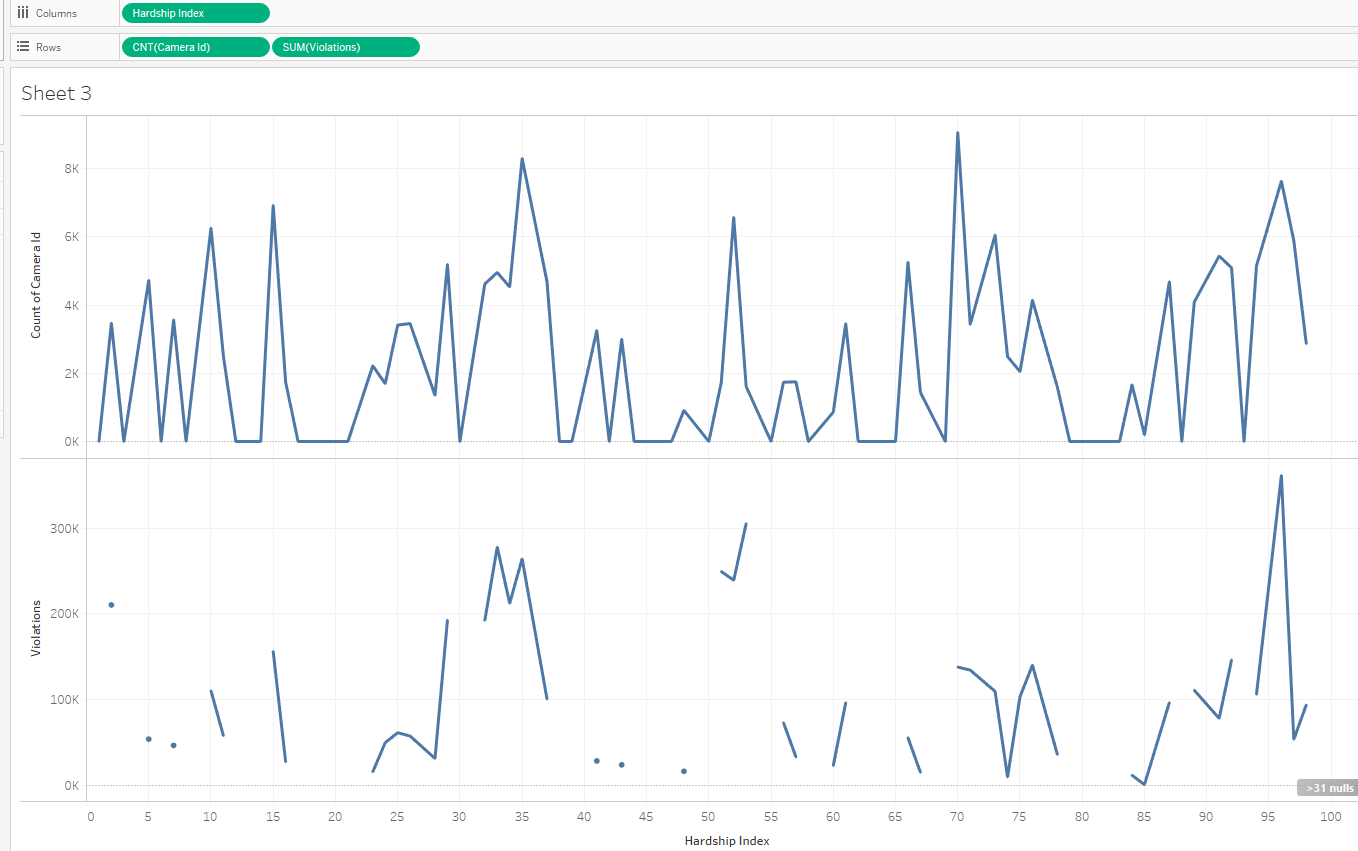 Columns Hardship Index
Rows CNT(Camera Id) SUM(Violations)
Sheet 3
Count of Camera Id
8K
6K
4K
2K
0K
Violations
300K
200K
100K
0K
>31 nulls
0 5 10 15 20 25 30 35 40 45 50 55 60 65 70 75 80 85 90 95 100
Hardship Index